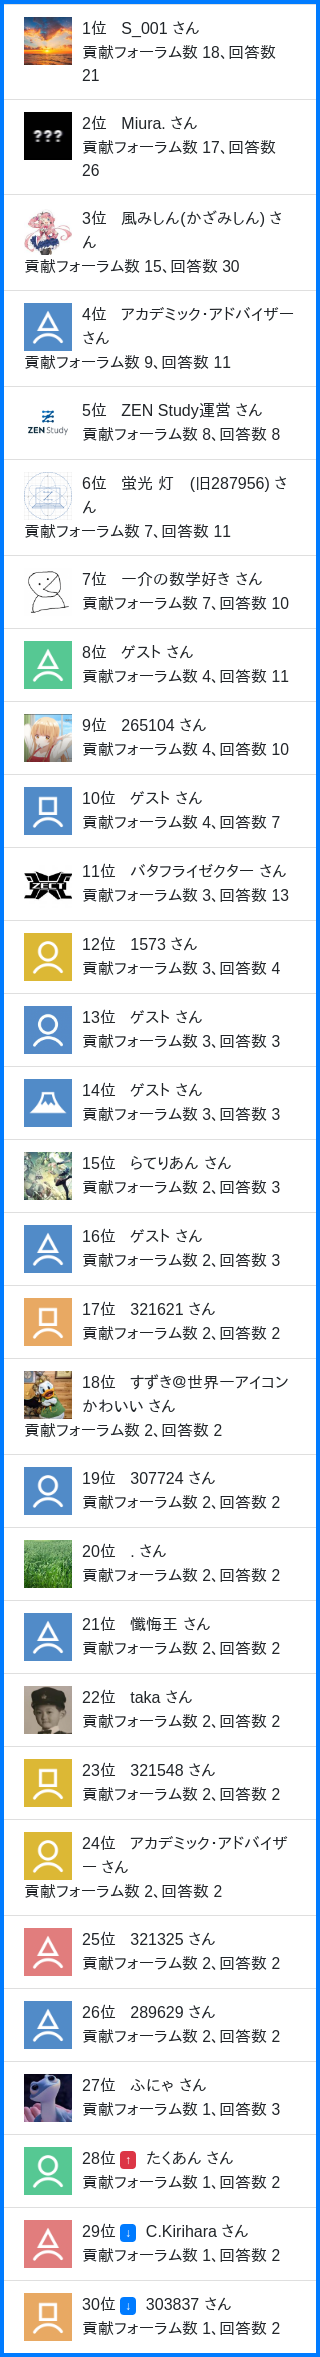 1位 S_001 さん
貢献フォーラム数 18、回答数
21
???
2位 Miura. さん
貢献フォーラム数 17、回答数
26
3位 風みしん(かざみしん) さ
ん
貢献フォーラム数 15、回答数 30
4位 アカデミック・アドバイザー
さん
貢献フォーラム数 9、回答数 11
ZEN Study
5位 ZEN Study運営 さん
貢献フォーラム数 8、回答数 8
6位 蛍光 灯 (旧287956) さ
ん
貢献フォーラム数 7、回答数 11
7位 一介の数学好き さん
貢献フォーラム数 7、回答数 10
8位 ゲスト さん
貢献フォーラム数 4、回答数 11
9位 265104 さん
貢献フォーラム数 4、回答数 10
10位 ゲスト さん
貢献フォーラム数 4、回答数 7
ZECT
11位 バタフライゼクター さん
貢献フォーラム数 3、回答数 13
12位 1573 さん
貢献フォーラム数 3、回答数 4
13位 ゲスト さん
貢献フォーラム数 3、回答数 3
14位 ゲスト さん
貢献フォーラム数 3、回答数 3
15位 らてりあん さん
貢献フォーラム数 2、回答数 3
16位 ゲスト さん
貢献フォーラム数 2、回答数 3
17位 321621 さん
貢献フォーラム数 2、回答数 2
18位 すずき@世界一アイコン
かわいい さん
貢献フォーラム数 2、回答数 2
19位 307724 さん
貢献フォーラム数 2、回答数 2
20位 . さん
貢献フォーラム数 2、回答数 2
21位 懺悔王 さん
貢献フォーラム数 2、回答数 2
22位 taka さん
貢献フォーラム数 2、回答数 2
23位 321548 さん
貢献フォーラム数 2、回答数 2
24位 アカデミック・アドバイザ
ー さん
貢献フォーラム数 2、回答数 2
25位 321325 さん
貢献フォーラム数 2、回答数 2
26位 289629 さん
貢献フォーラム数 2、回答数 2
27位 ふにゃ さん
貢献フォーラム数 1、回答数 3
28位 ↑ たくあん さん
貢献フォーラム数 1、回答数 2
29位 ↓ C.Kirihara さん
貢献フォーラム数 1、回答数 2
30位 ↓ 303837 さん
貢献フォーラム数 1、回答数 2